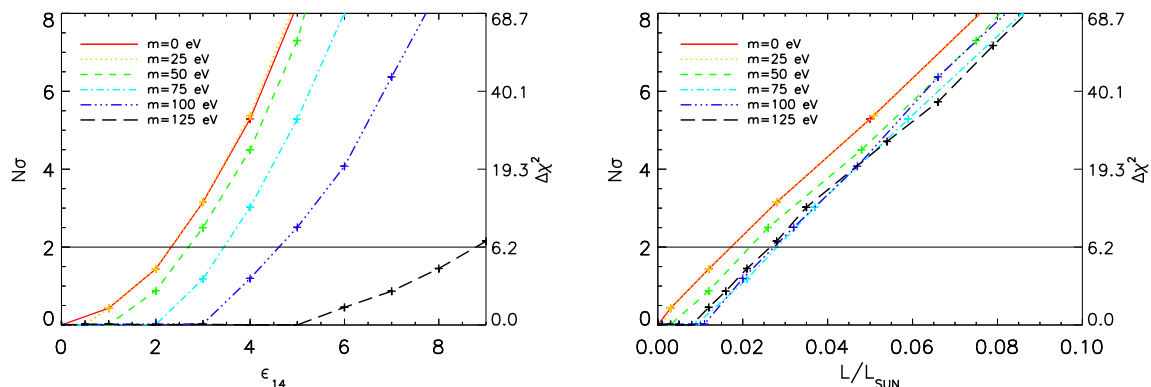 8
6
4
2
0
Nσ
m=0 eV
m=25 eV
m=50 eV
m=75 eV
m=100 eV
m=125 eV
68.7
40.1
19.3
6.2
0.0
Δχ²
0
2
4
6
8
ϵ₁₄
8
6
4
2
0
Nσ
m=0 eV
m=25 eV
m=50 eV
m=75 eV
m=100 eV
m=125 eV
68.7
40.1
19.3
6.2
0.0
Δχ²
0.00
0.02
0.04
0.06
0.08
0.10
L/L_SUN